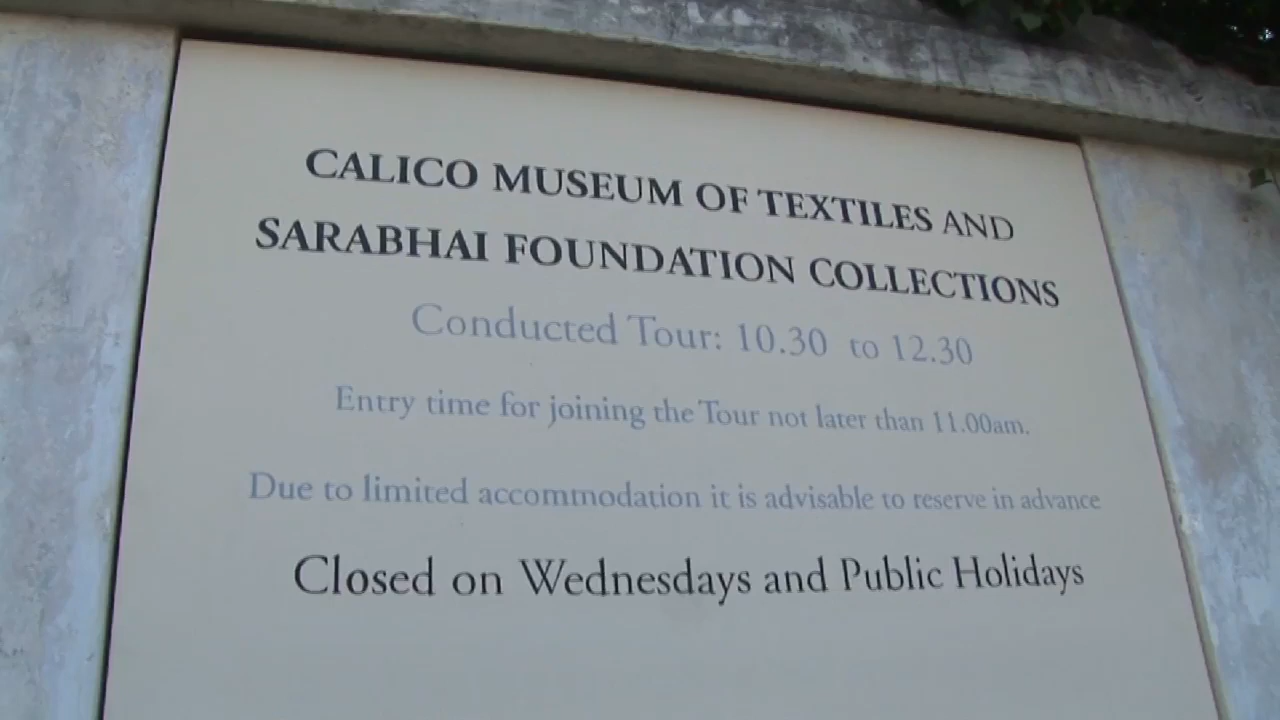 CALICO MUSEUM OF TEXTILES AND
SARABHAI FOUNDATION COLLECTIONS
Conducted Tour: 10.30 to 12.30
Entry time for joining the Tour not later than 11.00am.
Due to limited accommodation it is advisable to reserve in advance
Closed on Wednesdays and Public Holidays